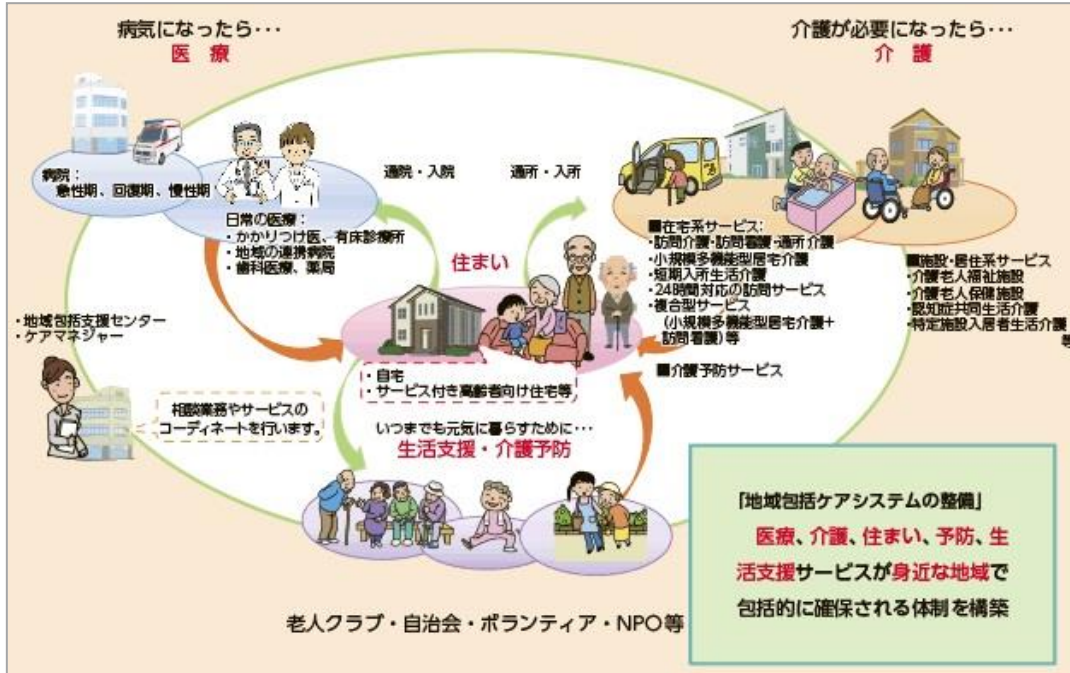 病気になったら･･･
医　療
介護が必要になったら･･･
介　護
病院：
急性期、回復期、慢性期
日常の医療：
・かかりつけ医、有床診療所
・地域の連携病院
・歯科医療、薬局
通院・入院
通所・入所
住まい
■在宅系サービス：
・訪問介護・訪問看護・通所介護
・小規模多機能型居宅介護
・短期入所生活介護
・24時間対応の訪問サービス
・複合型サービス
（小規模多機能型居宅介護＋
訪問看護）等
■介護予防サービス
■施設・居住系サービス
・介護老人福祉施設
・介護老人保健施設
・認知症共同生活介護
・特定施設入居者生活介護
等
・地域包括支援センター
・ケアマネジャー
相談業務やサービスの
コーディネートを行います。
・自宅
・サービス付き高齢者向け住宅等
いつまでも元気に暮らすために･･･
生活支援・介護予防
老人クラブ・自治会・ボランティア・NPO等
「地域包括ケアシステムの整備」
医療、介護、住まい、予防、生
活支援サービスが身近な地域で
包括的に確保される体制を構築